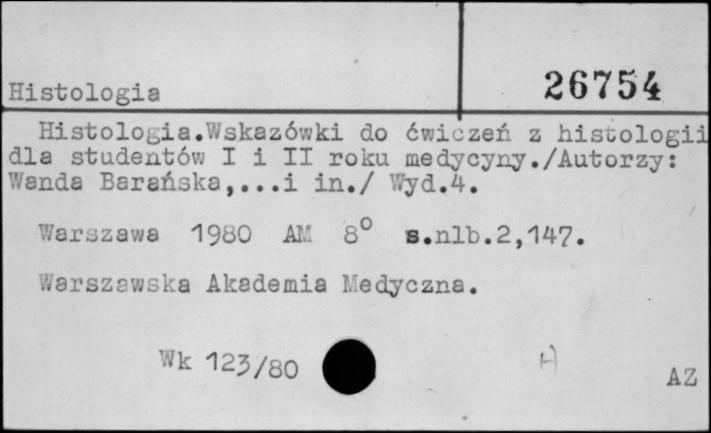 Histologia
26754
Histologia.Wskazówki do ćwiczeń z histologii
dla studentów I i II roku medycyny./Autorzy:
Wanda Barańska,...i in./ Wyd.4.
Warszawa 1980 AM 8° s.nlb.2,147.
Warszawska Akademia Medyczna.
Wk 123/80
AZ